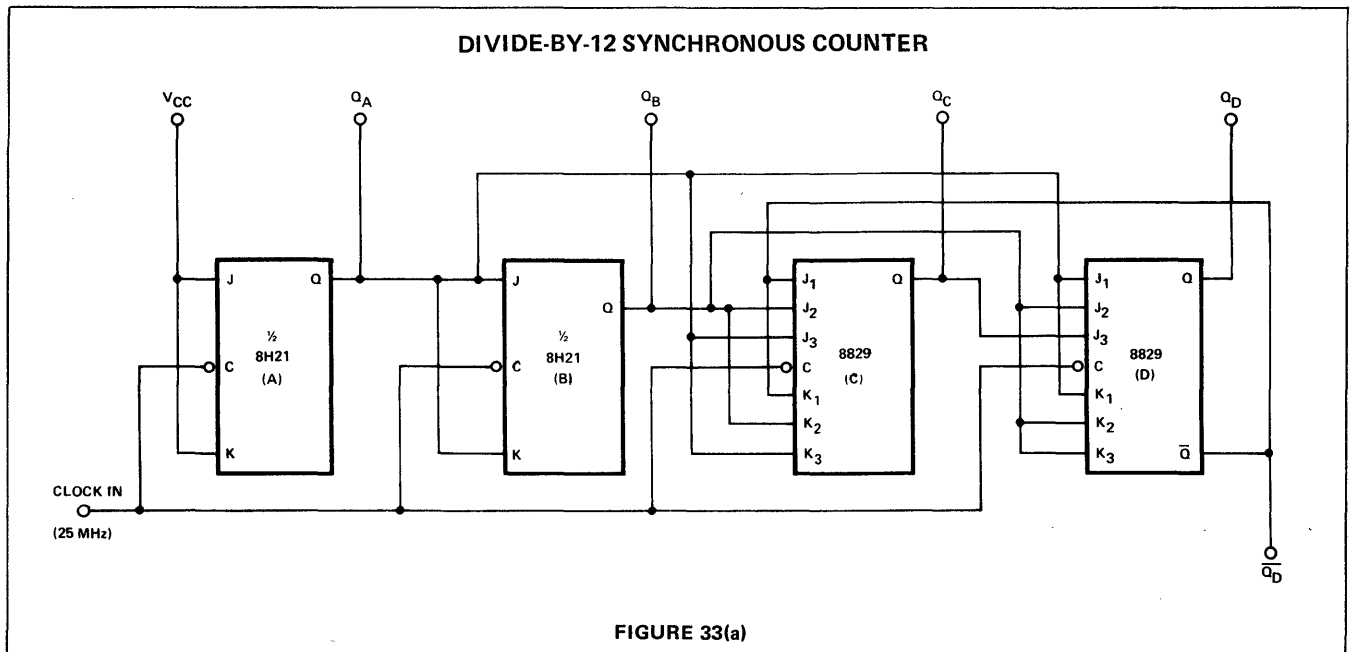 DIVIDE-BY-12 SYNCHRONOUS COUNTER
VCC
QA
QB
QC
QD
J
Q
½
8H21
(A)
C
K
J
Q
½
8H21
(B)
C
K
J1
Q
J2
J3
8829
(C)
C
K1
K2
K3
J1
Q
J2
J3
8829
(D)
C
K1
K2
K3
Q̅
CLOCK IN
(25 MHz)
Q̅D
FIGURE 33(a)